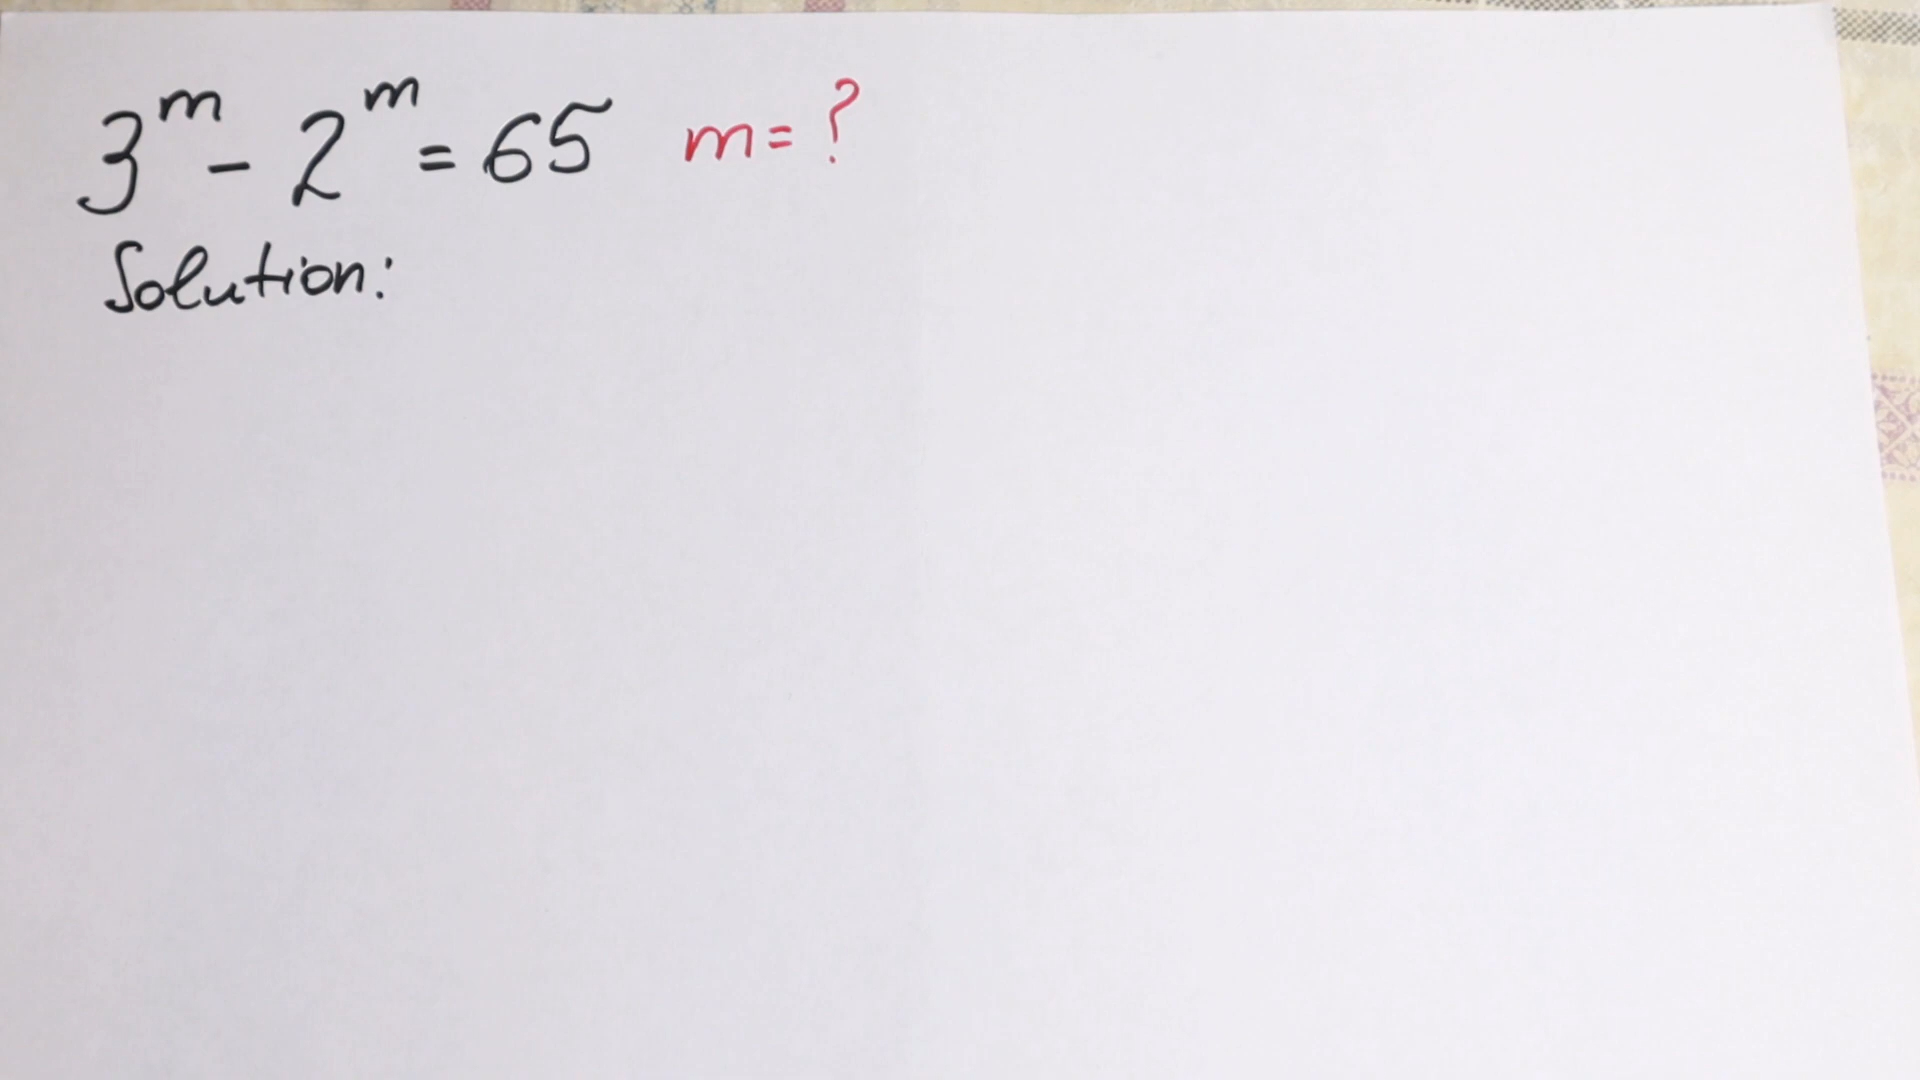 3^m - 2^m = 65 m = ?
Solution: